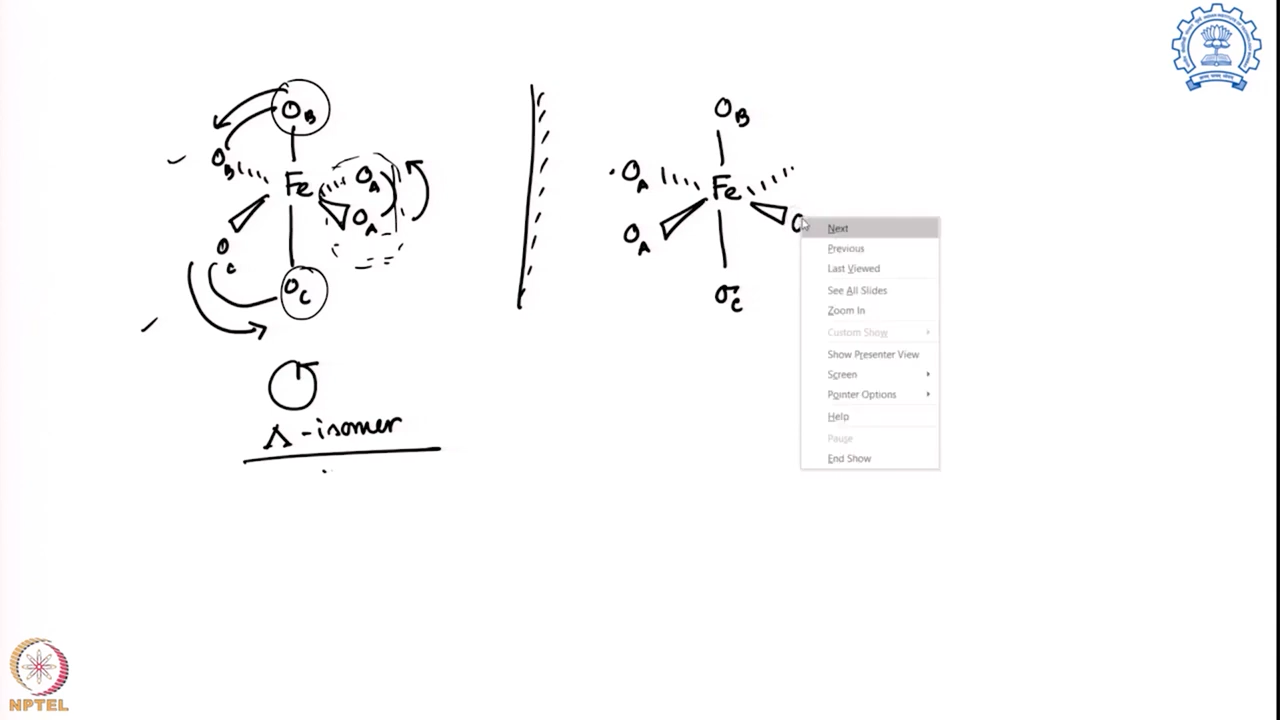 O_B
O_B
Fe
O_A
O_A
O_C
O_C
Λ-isomer
O_B
O_A
Fe
O_A
O
O_C
Next
Previous
Last Viewed
See All Slides
Zoom In
Custom Show
Show Presenter View
Screen
Pointer Options
Help
Pause
End Show
NPTEL